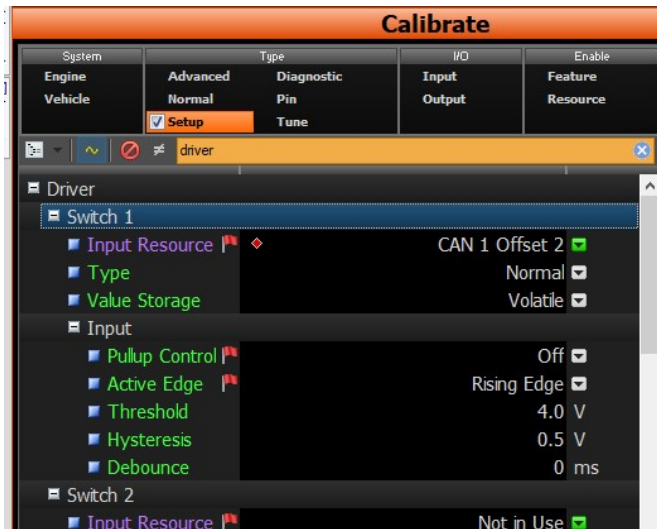 Calibrate
System Type I/O Enable
Engine Advanced Diagnostic Input Feature
Vehicle Normal Pin Output Resource
Setup Tune
driver
Driver
Switch 1
Input Resource CAN 1 Offset 2
Type Normal
Value Storage Volatile
Input
Pullup Control Off
Active Edge Rising Edge
Threshold 4.0 V
Hysteresis 0.5 V
Debounce 0 ms
Switch 2
Input Resource Not in Use